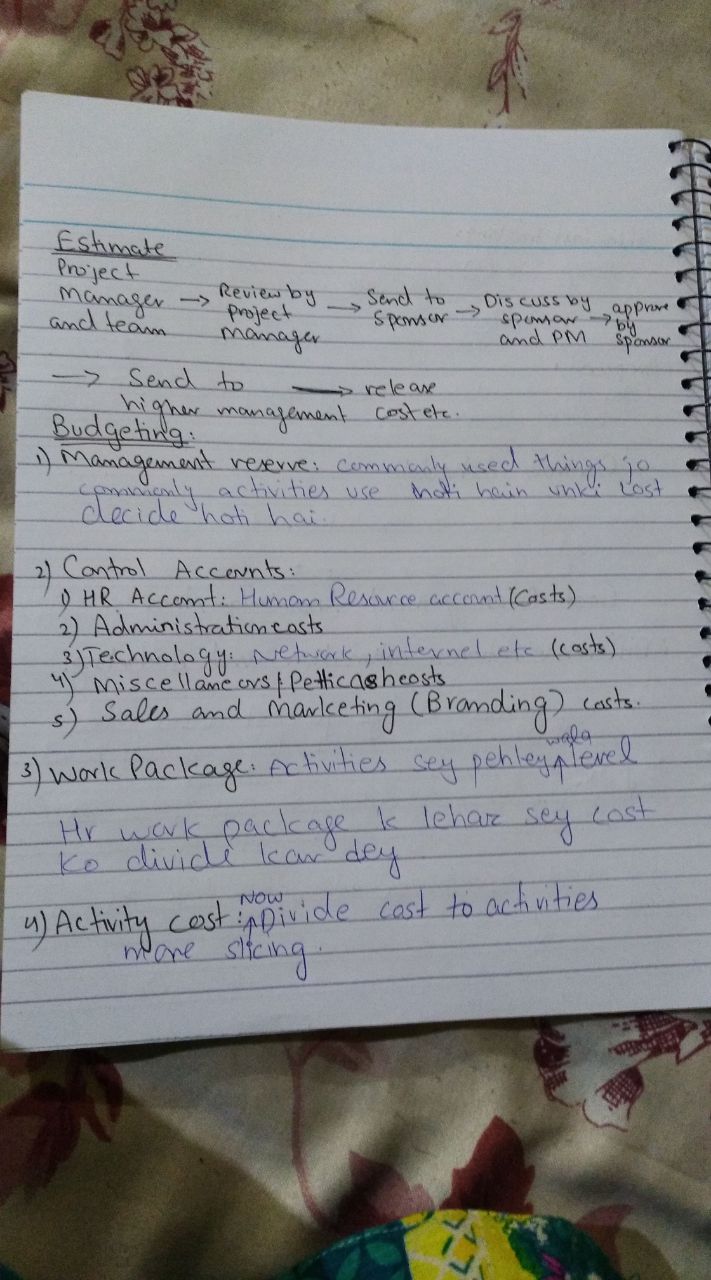 Estimate
Project
Manager → Review by → Send to → Discuss by → approve
and team Project Sponsor sponsor by
manager and PM Sponsor
→ Send to → release
higher management cost etc.
Budgeting:
1) Management reserve: commonly used things jo
commonly activities use hoti hain unki cost
decide hoti hai.
2) Control Accounts:
1) HR Account: Human Resource account (Costs)
2) Administration costs
3) Technology: Network, internel etc (costs)
4) Miscellaneous/Petticash costs
5) Sales and Marketing (Branding) costs.
3) Work Package: Activities sey pehley wala level
Hr work package k lehaz sey cost
ko divide kar dey
4) Activity cost: Now Divide cost to activities
more slicing.